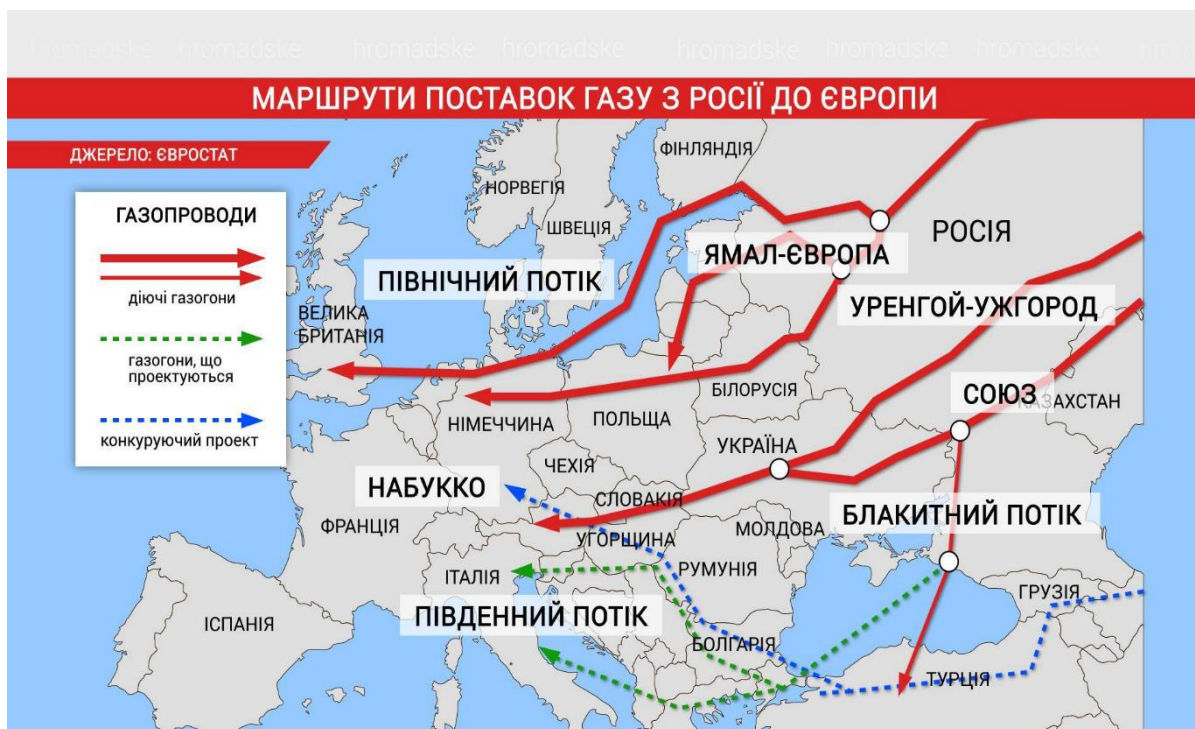 hromadske hromadske hromadske hromadske hromadske hromadske hromadske
МАРШРУТИ ПОСТАВОК ГАЗУ З РОСІЇ ДО ЄВРОПИ
ДЖЕРЕЛО: ЄВРОСТАТ
ГАЗОПРОВОДИ
діючі газогони
газогони, що
проектуються
конкуруючий проект
ФІНЛЯНДІЯ
НОРВЕГІЯ
ШВЕЦІЯ
РОСІЯ
ЯМАЛ-ЄВРОПА
ПІВНІЧНИЙ ПОТІК
УРЕНГОЙ-УЖГОРОД
ВЕЛИКА
БРИТАНІЯ
БІЛОРУСІЯ
СОЮЗ
КАЗАХСТАН
НІМЕЧЧИНА
ПОЛЬЩА
УКРАЇНА
ЧЕХІЯ
НАБУККО
СЛОВАКІЯ
БЛАКИТНИЙ ПОТІК
ФРАНЦІЯ
УГОРЩИНА
МОЛДОВА
ІТАЛІЯ
РУМУНІЯ
ГРУЗІЯ
ПІВДЕННИЙ ПОТІК
ІСПАНІЯ
БОЛГАРІЯ
ТУРЦІЯ